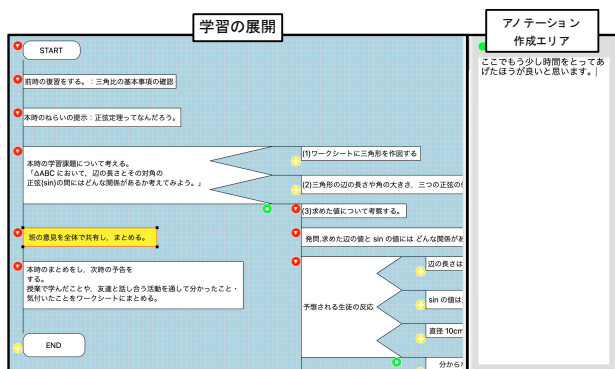 学習の展開
アノテーション
作成エリア
START
ここでもう少し時間をとってあ
げたほうが良いと思います。
前時の復習をする。：三角比の基本事項の確認
本時のねらいの提示：正弦定理ってなんだろう。
本時の学習課題について考える。
「ΔABC において，辺の長さとその対角の
正弦(sin)の間にはどんな関係があるか考えてみよう。」
(1)ワークシートに三角形を作図する
(2)三角形の辺の長さや角の大きさ，三つの正弦の
(3)求めた値について考察する。
班の意見を全体で共有し，まとめる。
発問.求めた辺の値と sin の値には どんな関係が
本時のまとめをし，次時の予告を
する。
授業で学んだことや，友達と話し合う活動を通して分かったこと・
気付いたことをワークシートにまとめる。
予想される生徒の反応
辺の長さは
sin の値は
直径 10cm
分から
END